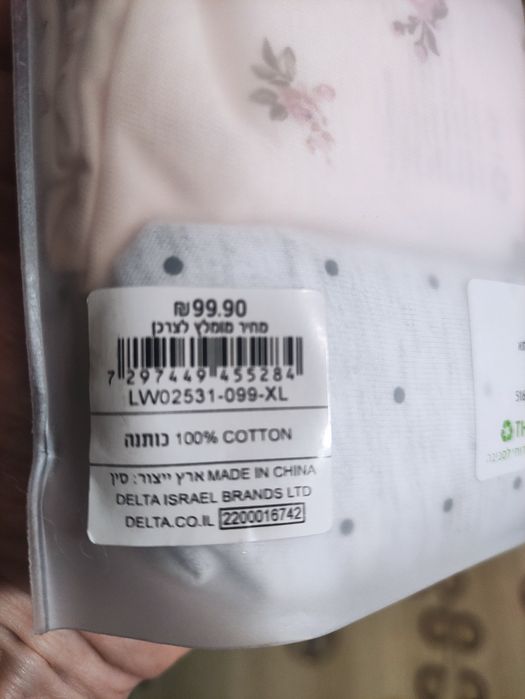 ₪99.90
מחיר מומלץ לצרכן
7 297449 455284
LW02531-099-XL
כותנה 100% COTTON
ארץ ייצור: סין MADE IN CHINA
DELTA ISRAEL BRANDS LTD
DELTA.CO.IL 2200016742
TH